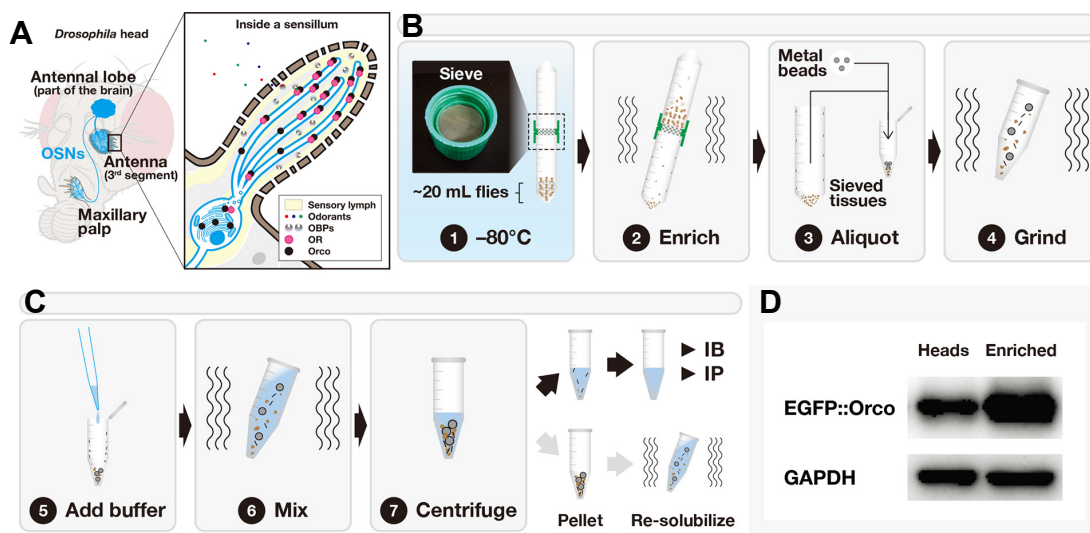 A
Drosophila head
Antennal lobe
(part of the brain)
OSNs
Antenna
(3rd segment)
Maxillary
palp
Inside a sensillum
Sensory lymph
Odorants
OBPs
OR
Orco
B
Sieve
~20 mL flies
1 –80°C
2 Enrich
Metal
beads
Sieved
tissues
3 Aliquot
4 Grind
C
5 Add buffer
6 Mix
7 Centrifuge
IB
IP
Pellet
Re-solubilize
D
Heads Enriched
EGFP::Orco
GAPDH